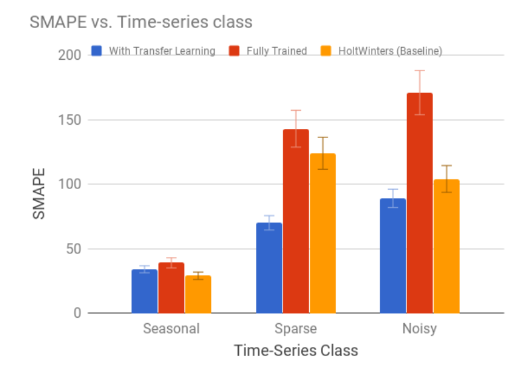 SMAPE vs. Time-series class
With Transfer Learning Fully Trained HoltWinters (Baseline)
200
150
100
50
0
SMAPE
Seasonal Sparse Noisy
Time-Series Class